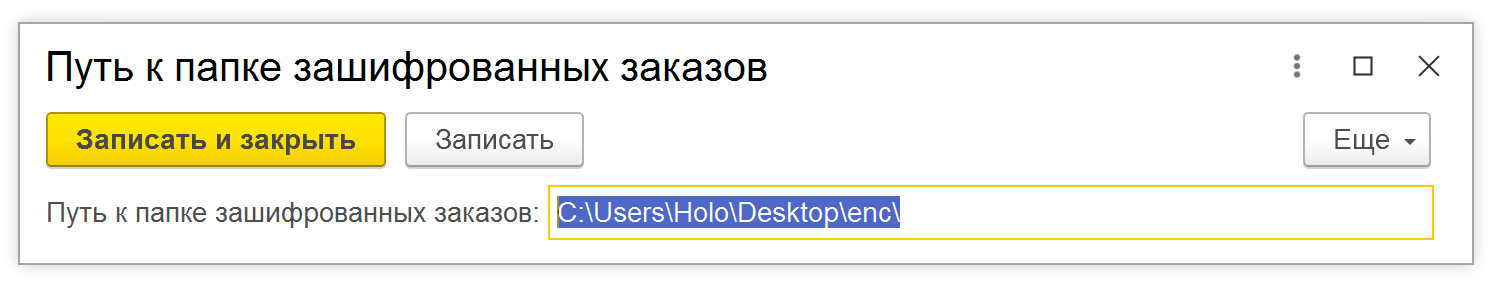 Путь к папке зашифрованных заказов
Записать и закрыть Записать Еще
Путь к папке зашифрованных заказов: C:\Users\Holo\Desktop\enc\